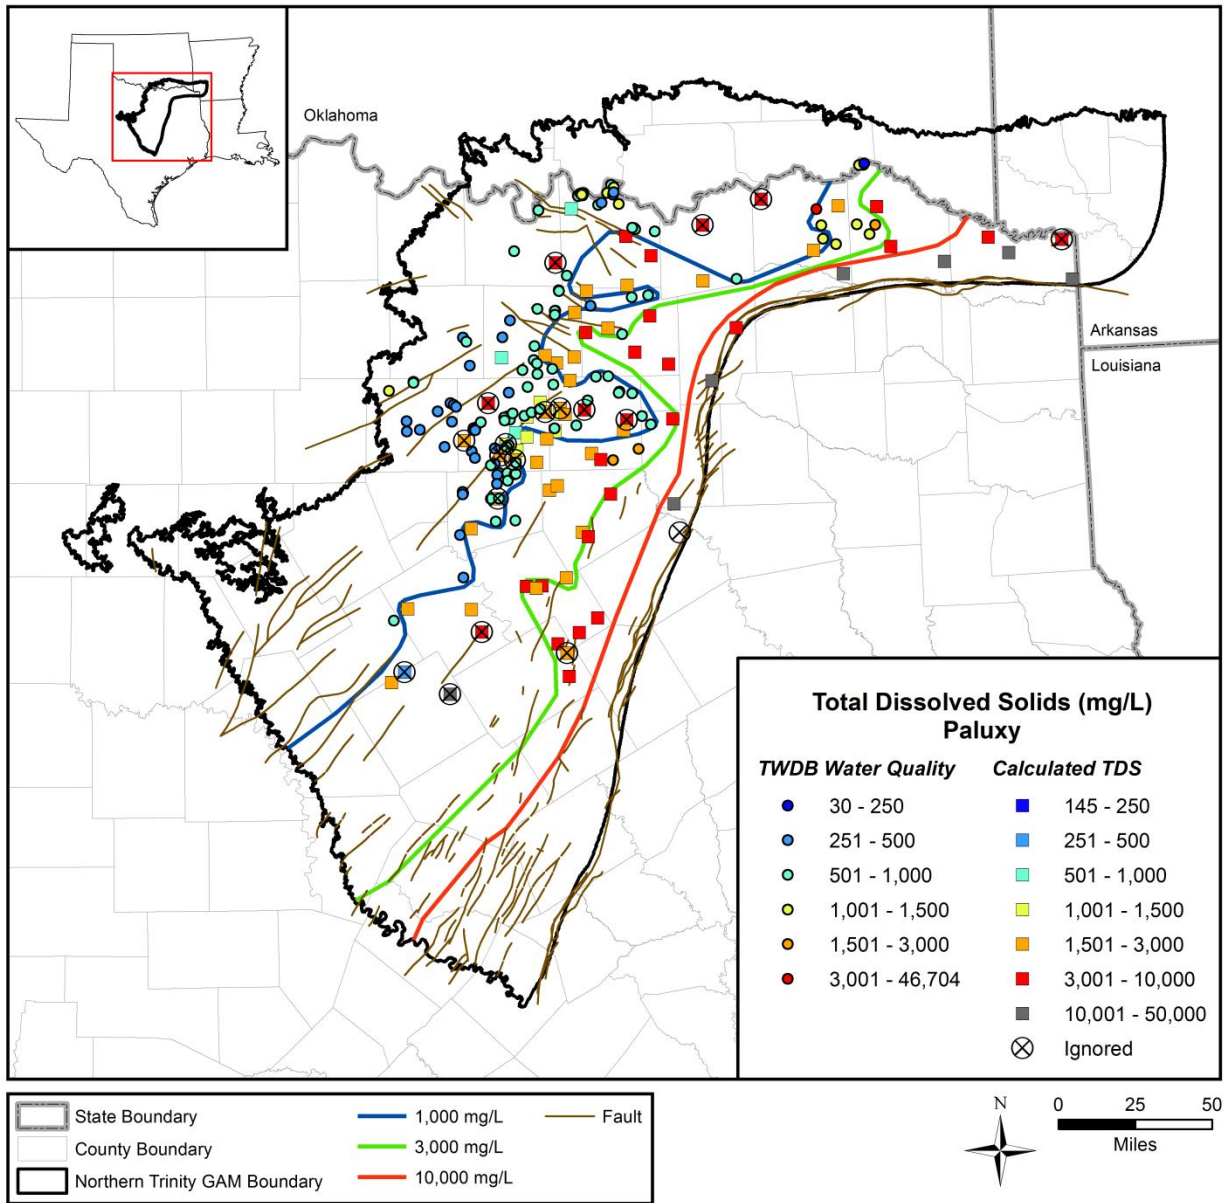 Oklahoma
Arkansas
Louisiana
Total Dissolved Solids (mg/L)
Paluxy
TWDB Water Quality Calculated TDS
30 - 250 145 - 250
251 - 500 251 - 500
501 - 1,000 501 - 1,000
1,001 - 1,500 1,001 - 1,500
1,501 - 3,000 1,501 - 3,000
3,001 - 46,704 3,001 - 10,000
10,001 - 50,000
Ignored
State Boundary 1,000 mg/L Fault
County Boundary 3,000 mg/L
Northern Trinity GAM Boundary 10,000 mg/L
N
0 25 50
Miles